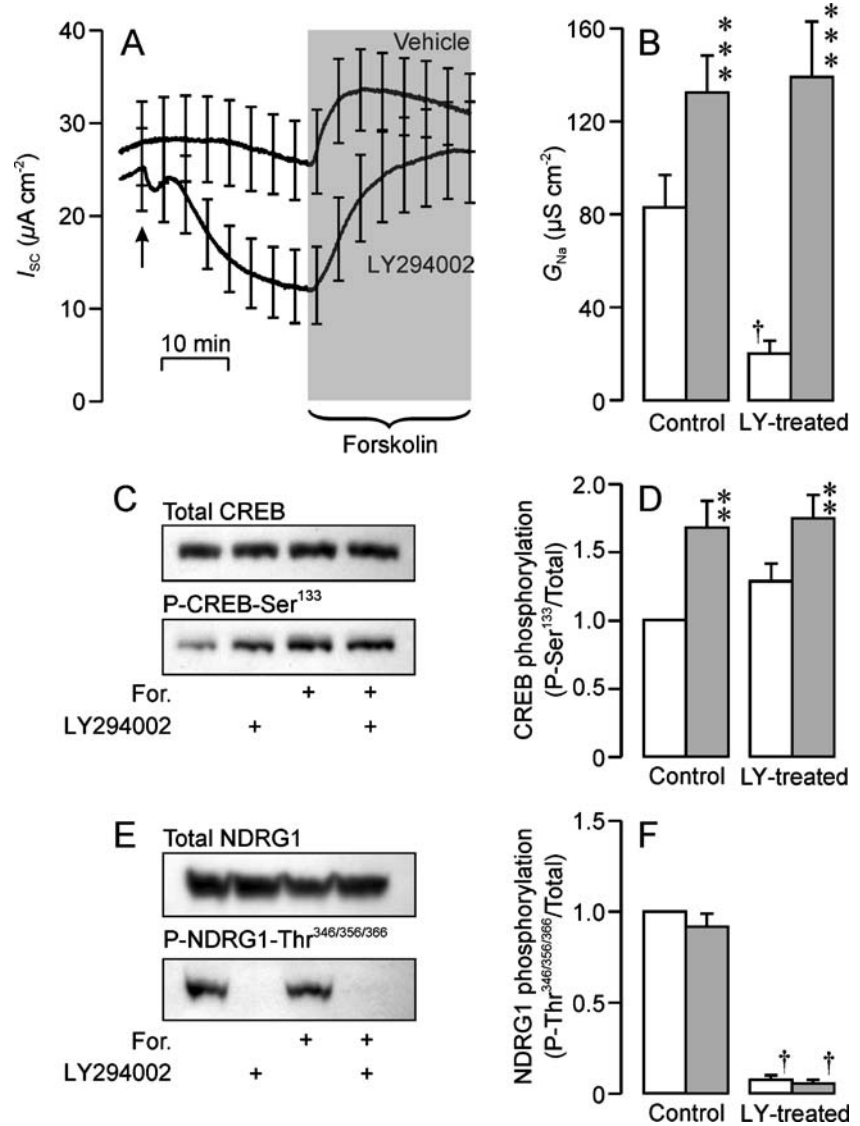 A
Vehicle
LY294002
40
30
20
10
0
I_SC (µA cm⁻²)
10 min
Forskolin
B
***
***
†
160
120
80
40
0
G_Na (µS cm⁻²)
Control
LY-treated
C
Total CREB
P-CREB-Ser¹³³
For. + +
LY294002 + +
D
**
**
2.0
1.5
1.0
0.5
0
CREB phosphorylation
(P-Ser¹³³/Total)
Control
LY-treated
E
Total NDRG1
P-NDRG1-Thr³⁴⁶/³⁵⁶/³⁶⁶
For. + +
LY294002 + +
F
1.5
1.0
0.5
0
† †
NDRG1 phosphorylation
(P-Thr³⁴⁶/³⁵⁶/³⁶⁶/Total)
Control
LY-treated